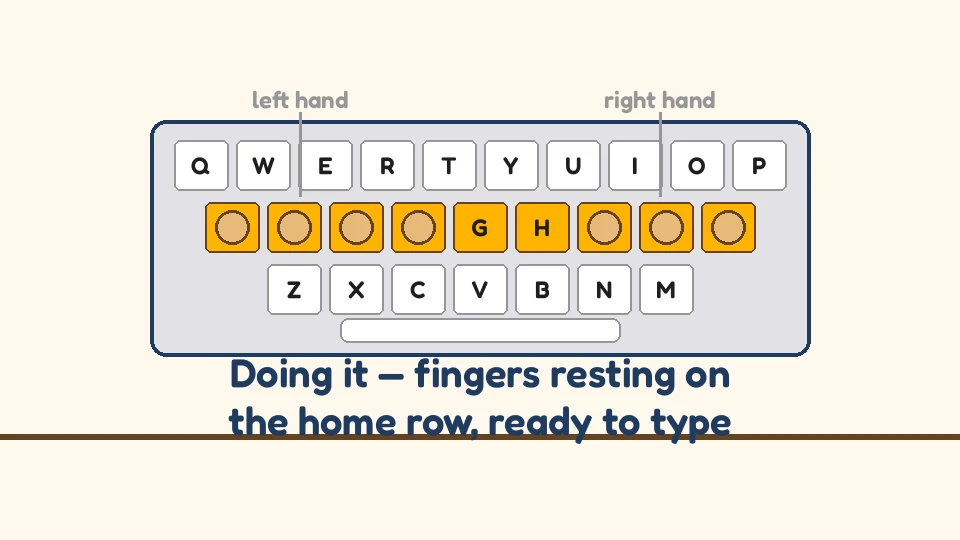 left hand right hand
Q W E R T Y U I O P
G H
Z X C V B N M
Doing it — fingers resting on
the home row, ready to type